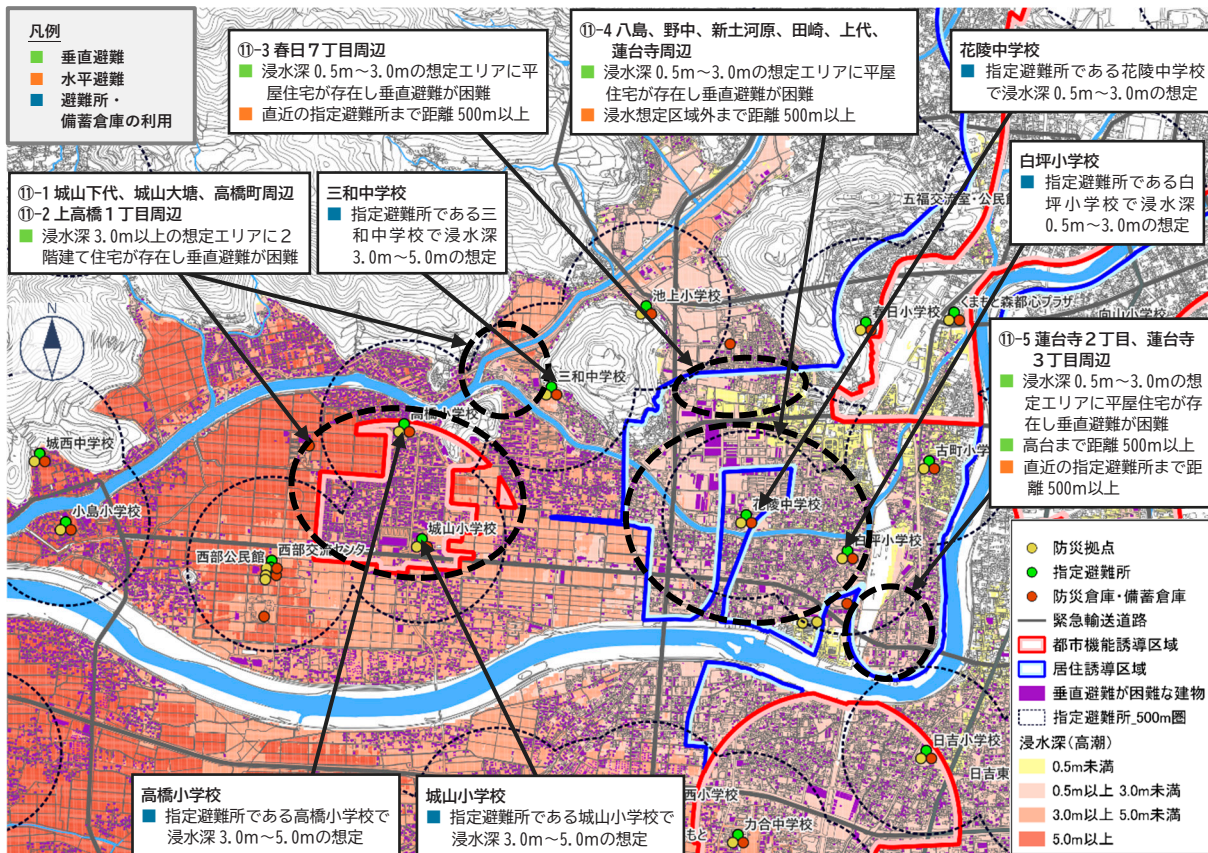 凡例
垂直避難
水平避難
避難所・
備蓄倉庫の利用
⑪-3 春日7丁目周辺
浸水深0.5m～3.0mの想定エリアに平
屋住宅が存在し垂直避難が困難
直近の指定避難所まで距離500m以上
⑪-4 八島、野中、新土河原、田崎、上代、
蓮台寺周辺
浸水深0.5m～3.0mの想定エリアに平屋
住宅が存在し垂直避難が困難
浸水想定区域外まで距離500m以上
花陵中学校
指定避難所である花陵中学校
で浸水深0.5m～3.0mの想定
白坪小学校
指定避難所である白
坪小学校で浸水深
0.5m～3.0mの想定
⑪-1 城山下代、城山大塘、高橋町周辺
⑪-2 上高橋1丁目周辺
浸水深3.0m以上の想定エリアに2
階建て住宅が存在し垂直避難が困難
三和中学校
指定避難所である三
和中学校で浸水深
3.0m～5.0mの想定
⑪-5 蓮台寺2丁目、蓮台寺
3丁目周辺
浸水深0.5m～3.0mの想
定エリアに平屋住宅が存
在し垂直避難が困難
高台まで距離500m以上
直近の指定避難所まで距
離500m以上
N
五福交流室・公民館
池上小学校
春日小学校
くまもと森都心プラザ
向山小学校
三和中学校
高橋小学校
城西中学校
古町小学
小島小学校
花陵中学校
城山小学校
白坪小学校
西部公民館
西部交流センター
日吉小学校
日吉東
西小学校
もと
力合中学校
高橋小学校
指定避難所である高橋小学校で
浸水深3.0m～5.0mの想定
城山小学校
指定避難所である城山小学校で
浸水深3.0m～5.0mの想定
防災拠点
指定避難所
防災倉庫・備蓄倉庫
緊急輸送道路
都市機能誘導区域
居住誘導区域
垂直避難が困難な建物
指定避難所_500m圏
浸水深(高潮)
0.5m未満
0.5m以上 3.0m未満
3.0m以上 5.0m未満
5.0m以上